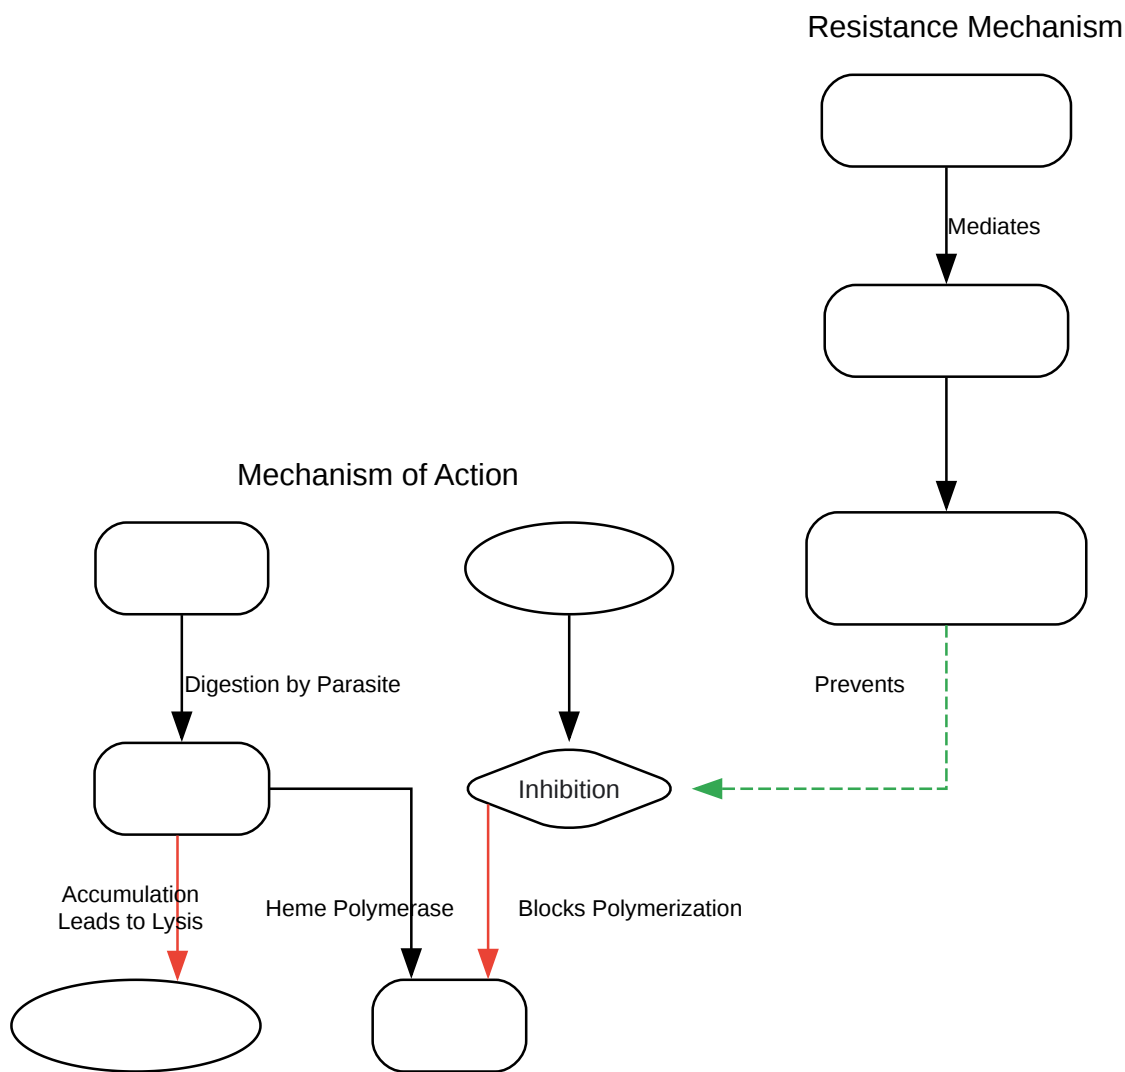 Resistance Mechanism
Mediates
Mechanism of Action
Digestion by Parasite
Prevents
Inhibition
Accumulation
Leads to Lysis
Heme Polymerase
Blocks Polymerization